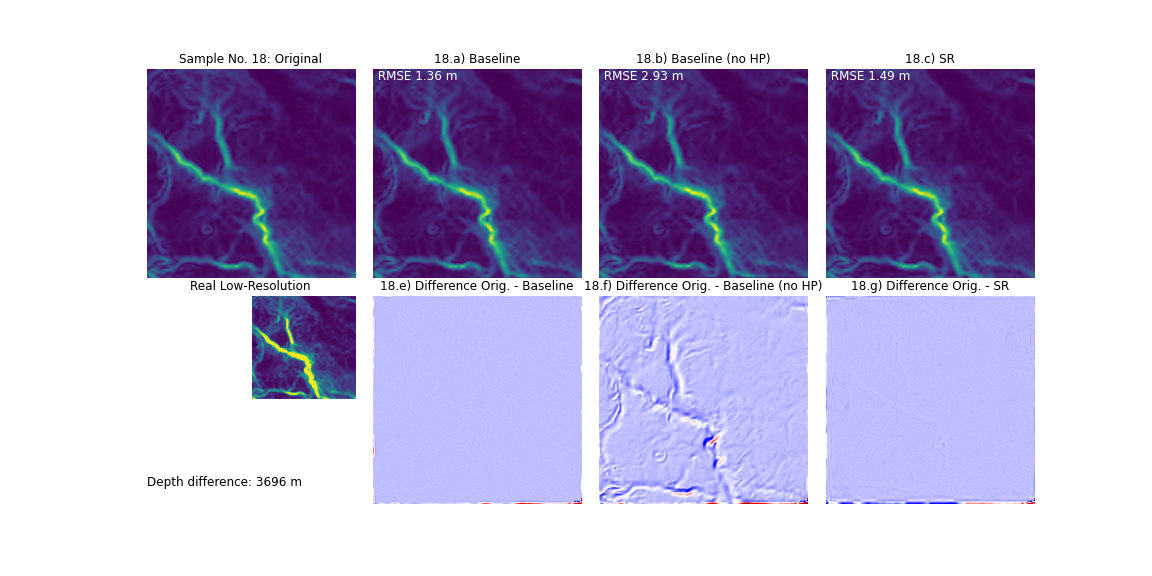 Sample No. 18: Original
18.a) Baseline
18.b) Baseline (no HP)
18.c) SR
RMSE 1.36 m
RMSE 2.93 m
RMSE 1.49 m
Real Low-Resolution
18.e) Difference Orig. - Baseline
18.f) Difference Orig. - Baseline (no HP)
18.g) Difference Orig. - SR
Depth difference: 3696 m